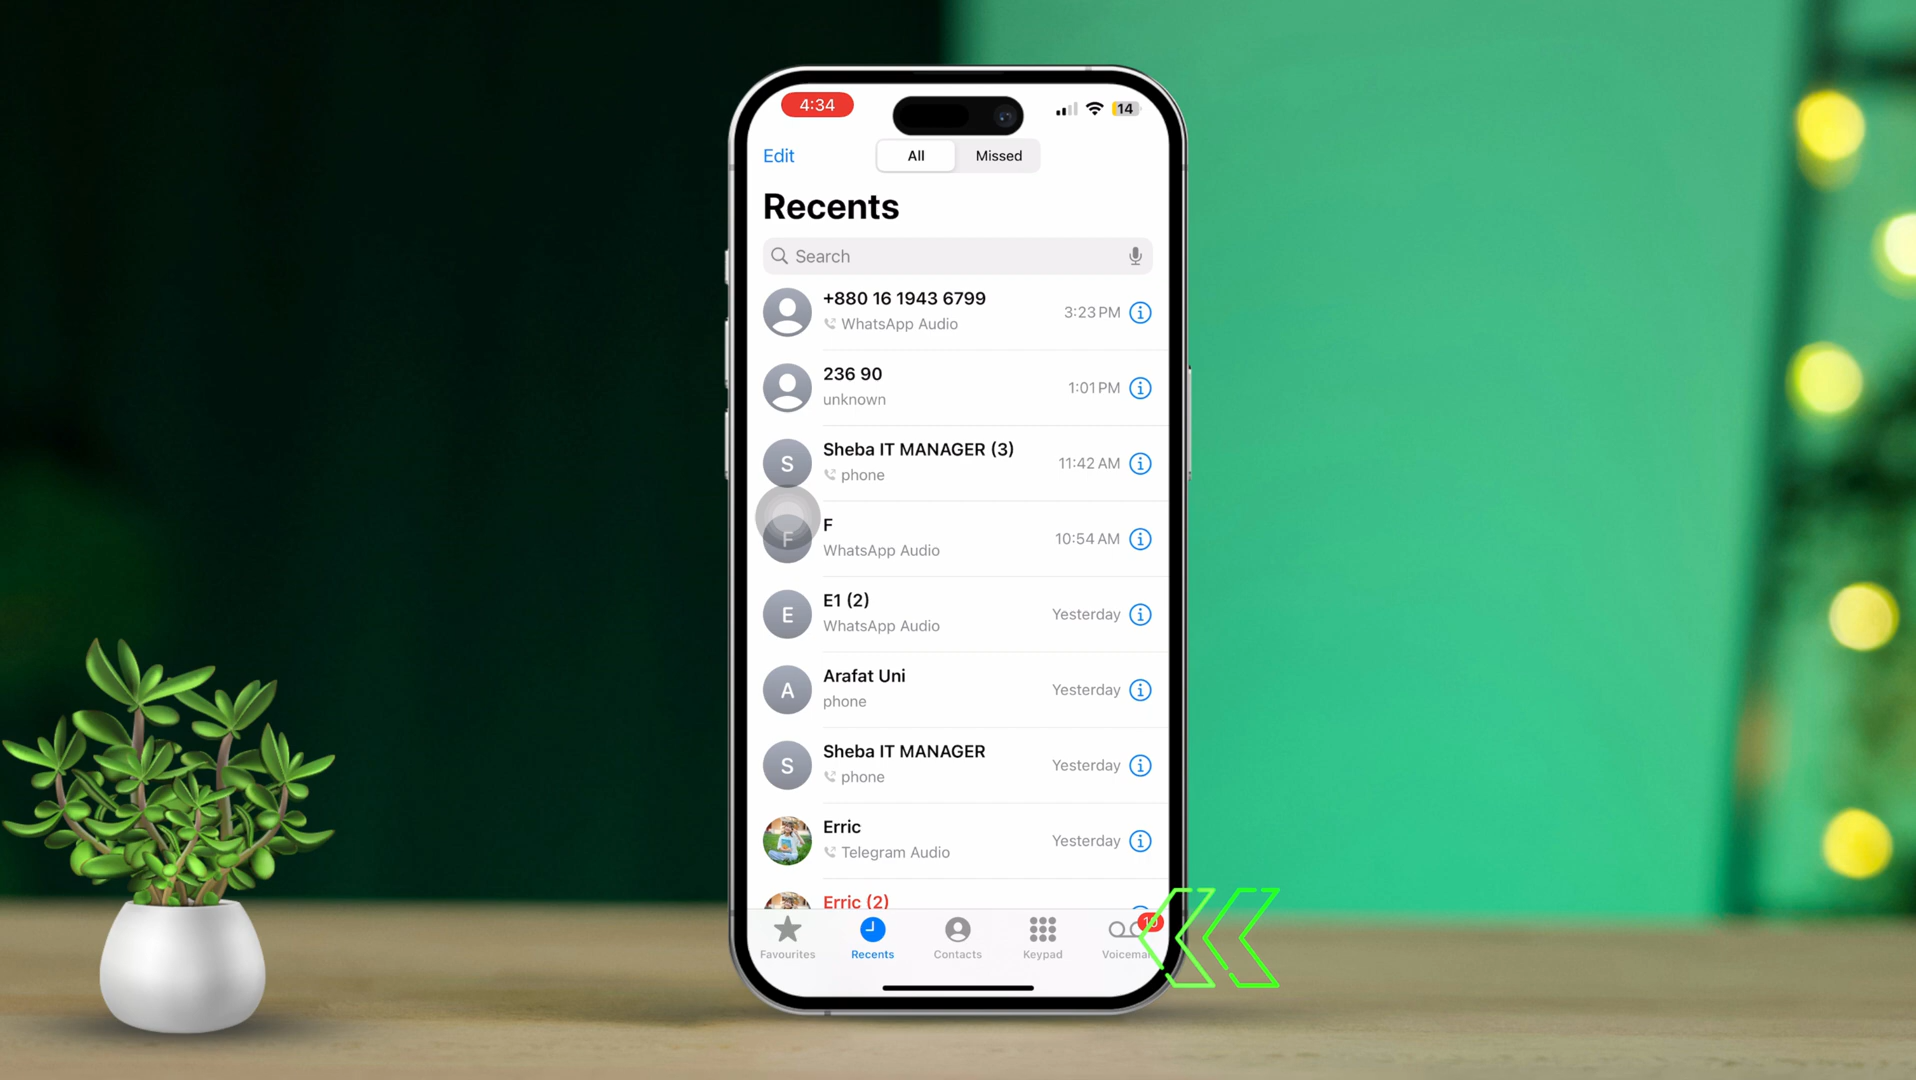 4:34
14
Edit
All
Missed
Recents
Search
+880 16 1943 6799
WhatsApp Audio
3:23 PM
236 90
unknown
1:01 PM
S
Sheba IT MANAGER (3)
phone
11:42 AM
F
F
WhatsApp Audio
10:54 AM
E
E1 (2)
WhatsApp Audio
Yesterday
A
Arafat Uni
phone
Yesterday
S
Sheba IT MANAGER
phone
Yesterday
Erric
Telegram Audio
Yesterday
Erric (2)
Favourites
Recents
Contacts
Keypad